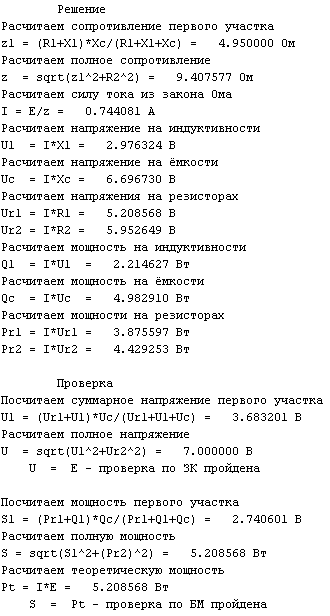 Решение
Расчитаем сопротивление первого участка
z1 = (R1+X1)*Xc/(R1+X1+Xc) = 4.950000 Ом
Расчитаем полное сопротивление
z = sqrt(z1^2+R2^2) = 9.407577 Ом
Расчитаем силу тока из закона Ома
I = E/z = 0.744081 А
Расчитаем напряжение на индуктивности
U1 = I*X1 = 2.976324 В
Расчитаем напряжение на ёмкости
Uc = I*Xc = 6.696730 В
Расчитаем напряжения на резисторах
Ur1 = I*R1 = 5.208568 В
Ur2 = I*R2 = 5.952649 В
Расчитаем мощность на индуктивности
Q1 = I*U1 = 2.214627 Вт
Расчитаем мощность на ёмкости
Qc = I*Uc = 4.982910 Вт
Расчитаем мощности на резисторах
Pr1 = I*Ur1 = 3.875597 Вт
Pr2 = I*Ur2 = 4.429253 Вт
Проверка
Посчитаем суммарное напряжение первого участка
U1 = (Ur1+U1)*Uc/(Ur1+U1+Uc) = 3.683201 В
Расчитаем полное напряжение
U = sqrt(U1^2+Ur2^2) = 7.000000 В
U = E - проверка по ЗК пройдена
Посчитаем мощность первого участка
S1 = (Pr1+Q1)*Qc/(Pr1+Q1+Qc) = 2.740601 В
Расчитаем полную мощность
S = sqrt(S1^2+(Pr2)^2) = 5.208568 Вт
Расчитаем теоретическую мощность
Pt = I*E = 5.208568 Вт
S = Pt - проверка по БМ пройдена